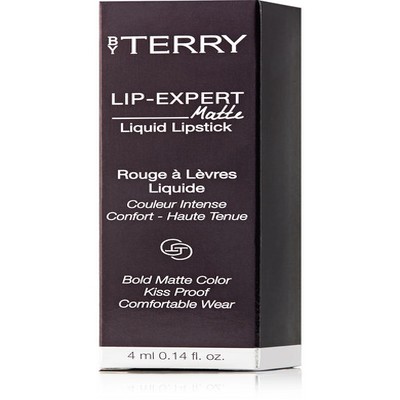 BY TERRY
LIP-EXPERT
Matte
Liquid Lipstick
Rouge à Lèvres
Liquide
Couleur Intense
Confort - Haute Tenue
Bold Matte Color
Kiss Proof
Comfortable Wear
4 ml 0.14 fl. oz.